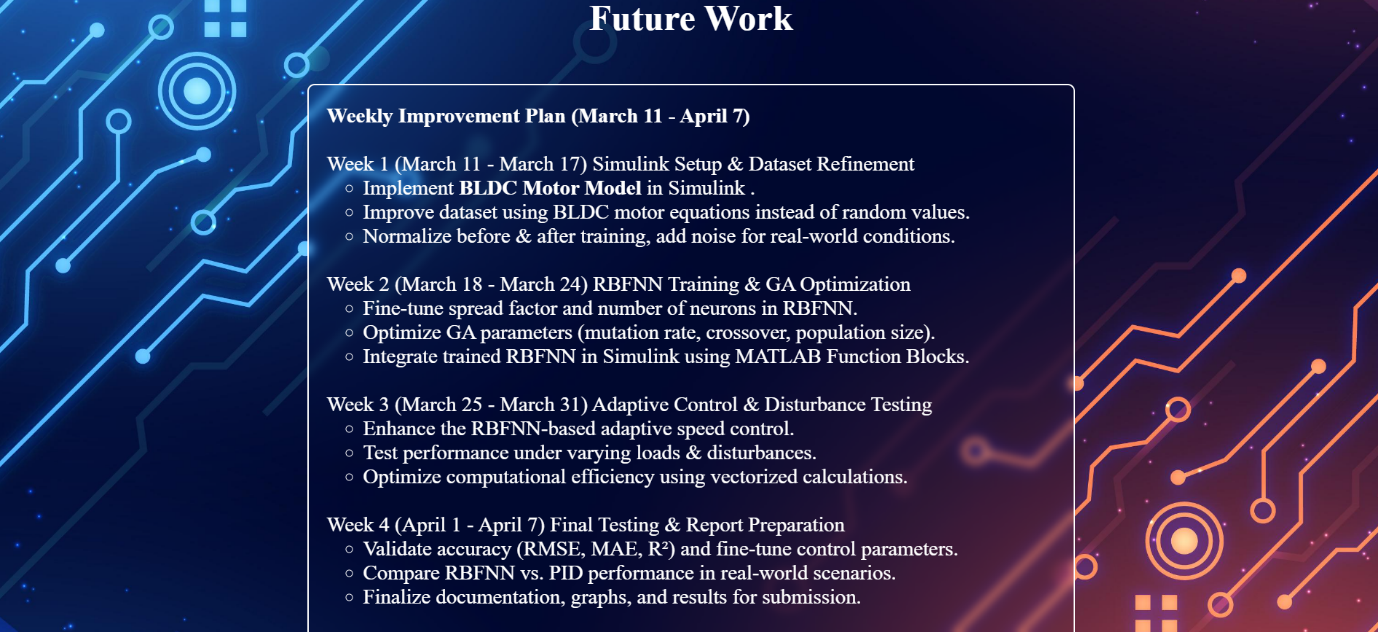 Future Work
Weekly Improvement Plan (March 11 - April 7)
Week 1 (March 11 - March 17) Simulink Setup & Dataset Refinement
○ Implement BLDC Motor Model in Simulink .
○ Improve dataset using BLDC motor equations instead of random values.
○ Normalize before & after training, add noise for real-world conditions.
Week 2 (March 18 - March 24) RBFNN Training & GA Optimization
○ Fine-tune spread factor and number of neurons in RBFNN.
○ Optimize GA parameters (mutation rate, crossover, population size).
○ Integrate trained RBFNN in Simulink using MATLAB Function Blocks.
Week 3 (March 25 - March 31) Adaptive Control & Disturbance Testing
○ Enhance the RBFNN-based adaptive speed control.
○ Test performance under varying loads & disturbances.
○ Optimize computational efficiency using vectorized calculations.
Week 4 (April 1 - April 7) Final Testing & Report Preparation
○ Validate accuracy (RMSE, MAE, R²) and fine-tune control parameters.
○ Compare RBFNN vs. PID performance in real-world scenarios.
○ Finalize documentation, graphs, and results for submission.